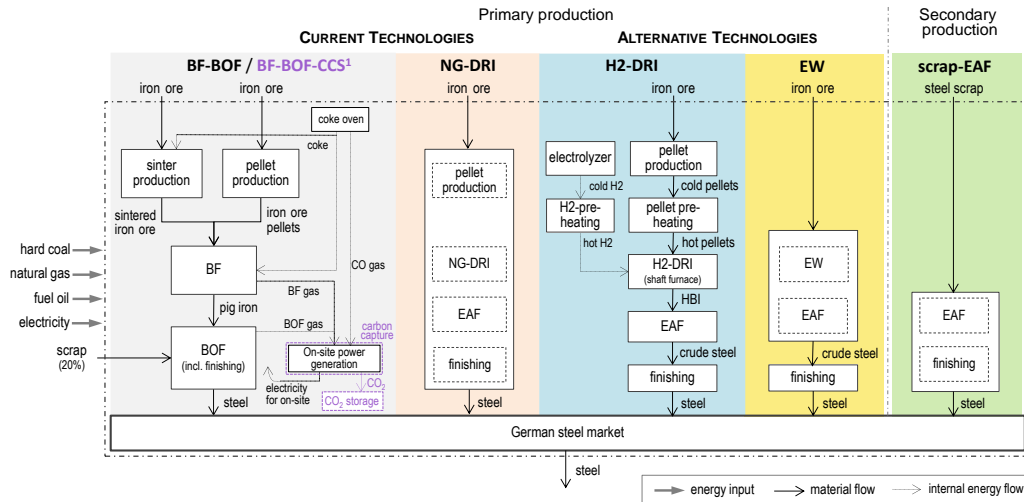 Primary production
Secondary production
CURRENT TECHNOLOGIES
ALTERNATIVE TECHNOLOGIES
BF-BOF / BF-BOF-CCS¹
NG-DRI
H2-DRI
EW
scrap-EAF
iron ore
iron ore
iron ore
iron ore
iron ore
steel scrap
coke oven
coke
sinter
production
pellet
production
sintered
iron ore
iron ore
pellets
CO gas
BF
BF gas
pig iron
BOF gas
BOF
(incl. finishing)
carbon
capture
On-site power
generation
electricity
for on-site
CO₂
CO₂ storage
steel
hard coal
natural gas
fuel oil
electricity
scrap
(20%)
pellet
production
NG-DRI
EAF
finishing
steel
electrolyzer
cold H2
H2-pre-
heating
hot H2
pellet
production
cold pellets
pellet pre-
heating
hot pellets
H2-DRI
(shaft furnace)
HBI
EAF
crude steel
finishing
steel
EW
EAF
crude steel
finishing
steel
EAF
finishing
steel
German steel market
steel
energy input
material flow
internal energy flow